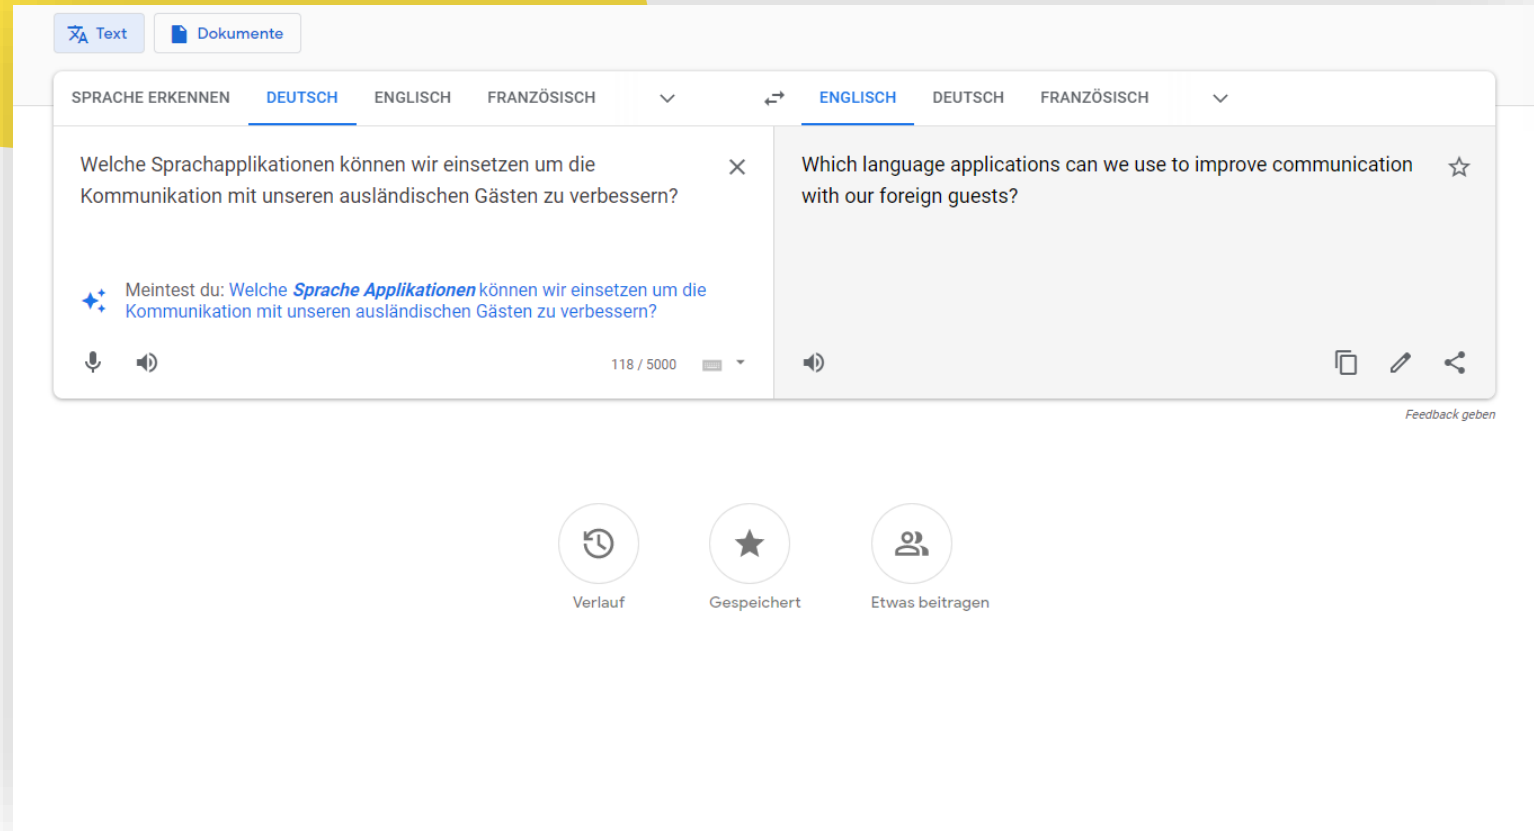 Text
Dokumente
SPRACHE ERKENNEN
DEUTSCH
ENGLISCH
FRANZÖSISCH
ENGLISCH
DEUTSCH
FRANZÖSISCH
Welche Sprachapplikationen können wir einsetzen um die
Kommunikation mit unseren ausländischen Gästen zu verbessern?
Meintest du: Welche Sprache Applikationen können wir einsetzen um die
Kommunikation mit unseren ausländischen Gästen zu verbessern?
118 / 5000
Which language applications can we use to improve communication
with our foreign guests?
Feedback geben
Verlauf
Gespeichert
Etwas beitragen